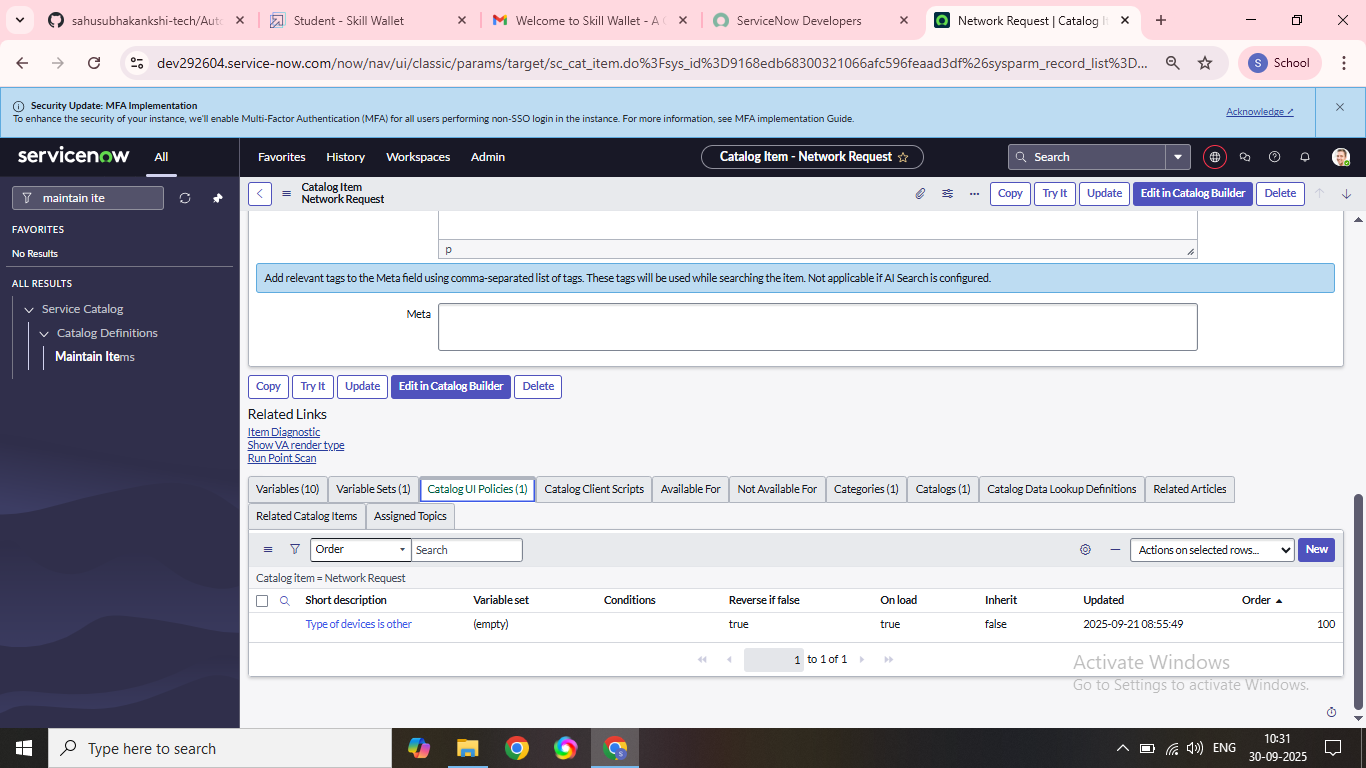 sahusubhakankshi-tech/Auto
Student - Skill Wallet
Welcome to Skill Wallet - A G
ServiceNow Developers
Network Request | Catalog It
dev292604.service-now.com/now/nav/ui/classic/params/target/sc_cat_item.do%3Fsys_id%3D9168edb68300321066afc596feaad3df%26sysparm_record_list%3D...
S School
Security Update: MFA Implementation
To enhance the security of your instance, we'll enable Multi-Factor Authentication (MFA) for all users performing non-SSO login in the instance. For more information, see MFA implementation Guide.
Acknowledge
servicenow
All
Favorites
History
Workspaces
Admin
Catalog Item - Network Request
Search
maintain ite
FAVORITES
No Results
ALL RESULTS
Service Catalog
Catalog Definitions
Maintain Items
Catalog Item
Network Request
Copy
Try It
Update
Edit in Catalog Builder
Delete
p
Add relevant tags to the Meta field using comma-separated list of tags. These tags will be used while searching the item. Not applicable if AI Search is configured.
Meta
Copy
Try It
Update
Edit in Catalog Builder
Delete
Related Links
Item Diagnostic
Show VA render type
Run Point Scan
Variables (10)
Variable Sets (1)
Catalog UI Policies (1)
Catalog Client Scripts
Available For
Not Available For
Categories (1)
Catalogs (1)
Catalog Data Lookup Definitions
Related Articles
Related Catalog Items
Assigned Topics
Order
Search
Actions on selected rows...
New
Catalog item = Network Request
Short description
Variable set
Conditions
Reverse if false
On load
Inherit
Updated
Order
Type of devices is other
(empty)
true
true
false
2025-09-21 08:55:49
100
1 to 1 of 1
Activate Windows
Go to Settings to activate Windows.
Type here to search
S
ENG
10:31
30-09-2025